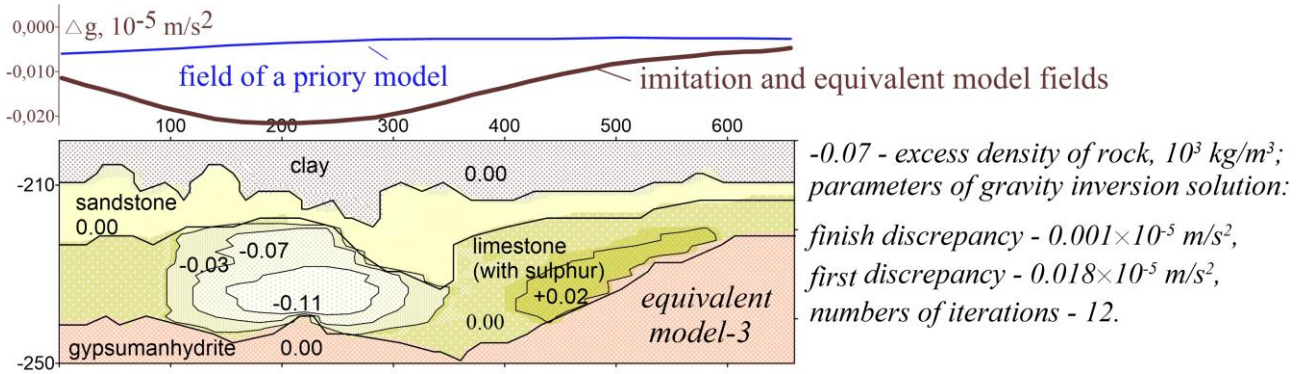 0,000
△g, 10⁻⁵ m/s²
-0,010
field of a priory model
imitation and equivalent model fields
-0,020
100 200 300 400 500 600
clay
0.00
-210
sandstone
0.00
-0.07
-0.03
limestone
(with sulphur)
-0.11
+0.02
equivalent
model-3
0.00
gypsumanhydrite
0.00
-250
-0.07 - excess density of rock, 10³ kg/m³;
parameters of gravity inversion solution:
finish discrepancy - 0.001×10⁻⁵ m/s²,
first discrepancy - 0.018×10⁻⁵ m/s²,
numbers of iterations - 12.